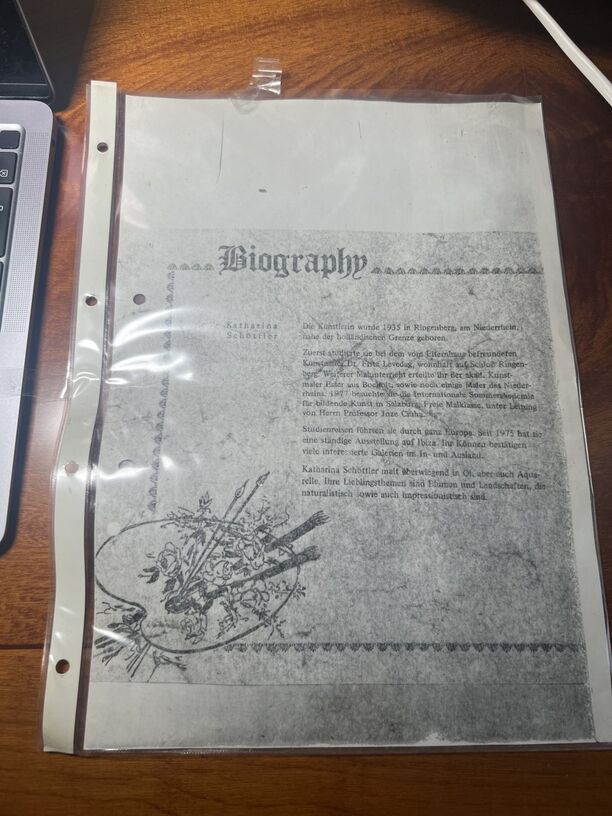 Biography
Katharina
Schöttler
Die Künstlerin wurde 1935 in Ringenberg, am Niederrhein,
nahe der holländischen Grenze geboren.
Zuerst studierte sie bei dem vom Elternhaus befreundeten
Kunstmaler Dr. Fritz Levedag, wohnhaft auf Schloß Ringen-
berg. Weiterer Malunterricht erteilte ihr der akad. Kunst-
maler Peter aus Bocholt, sowie noch einige Maler des Nieder-
rheins. 1977 besuchte sie die Internationale Sommerakademie
für bildende Kunst in Salzburg, Freie Malklasse, unter Leitung
von Herrn Professor Joze Ciuha.
Studienreisen führten sie durch ganz Europa. Seit 1975 hat sie
eine ständige Ausstellung auf Ibiza. Ihr Können bestätigen
viele interessierte Galerien im In- und Ausland.
Katharina Schöttler malt überwiegend in Öl, aber auch Aqua-
relle. Ihre Lieblingsthemen sind Blumen und Landschaften, die
naturalistisch sowie auch impressionistisch sind.